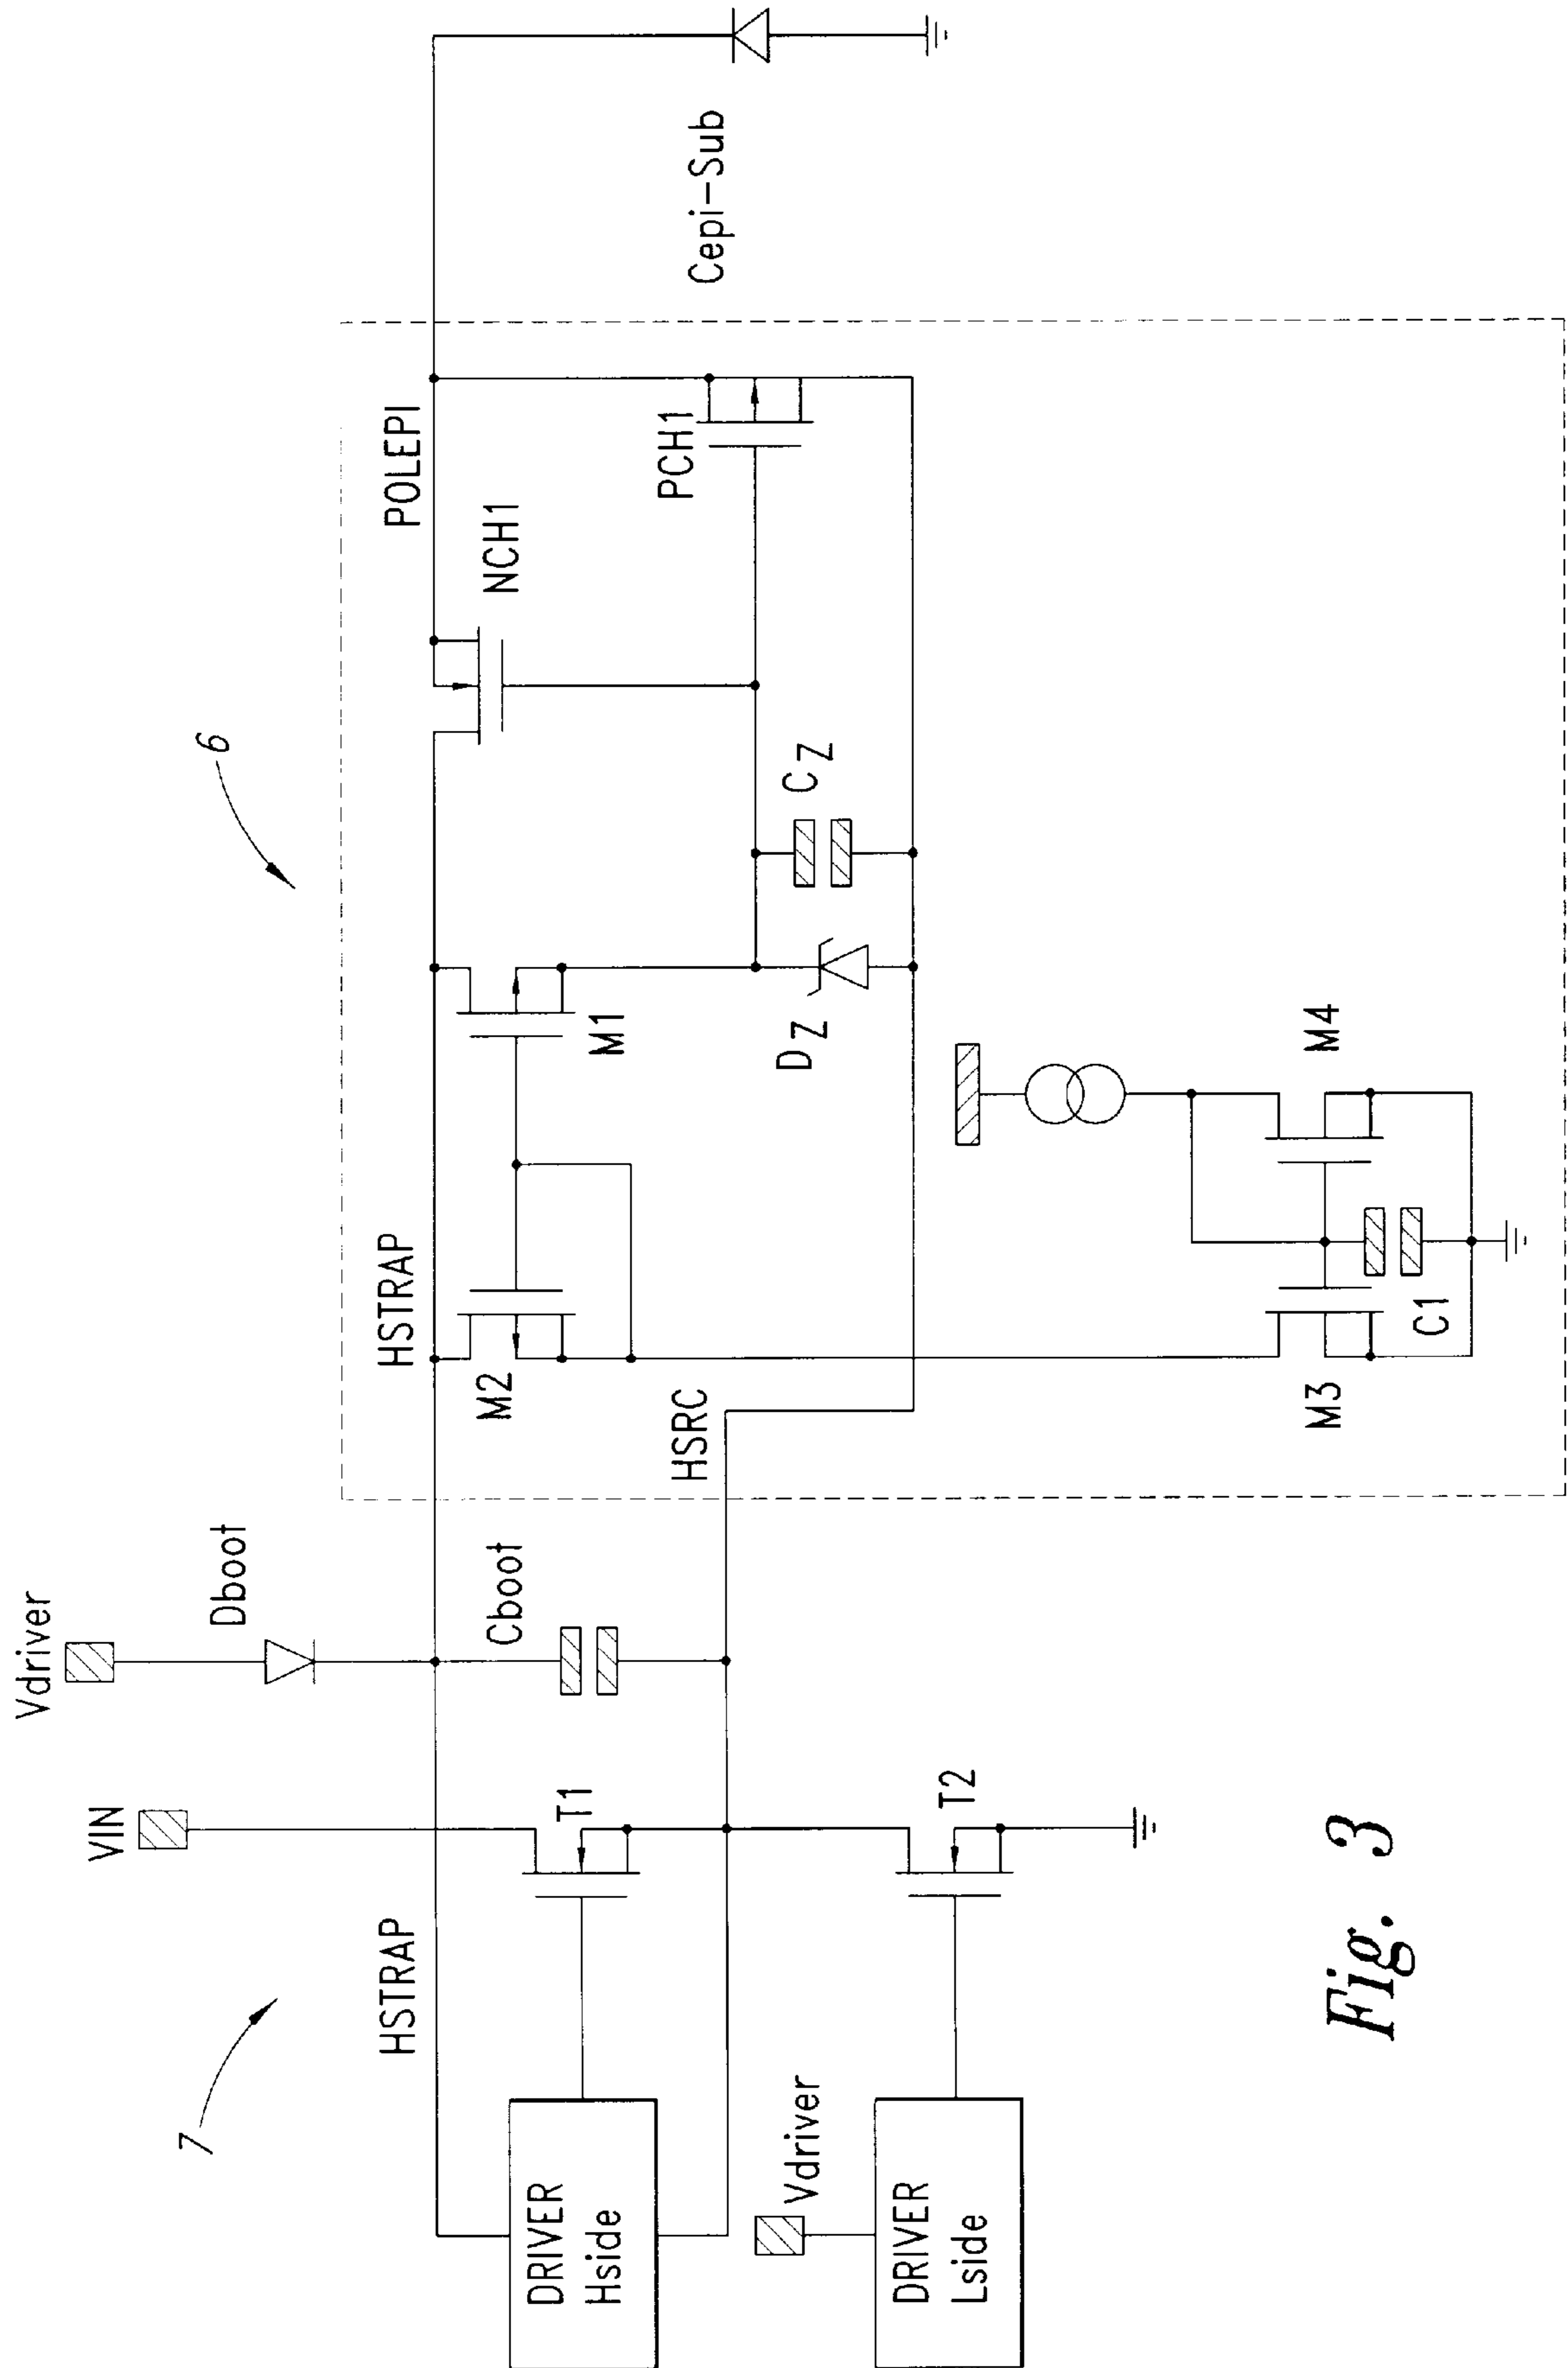 7
6
Vdriver
VIN
Dboot
HSTRAP
HSTRAP
POLEPI
T1
Cboot
M2
M1
NCH1
HSRC
PCH1
Cepi-Sub
DRIVER
Hside
DZ
CZ
Vdriver
T2
DRIVER
Lside
M3
C1
M4
Fig. 3